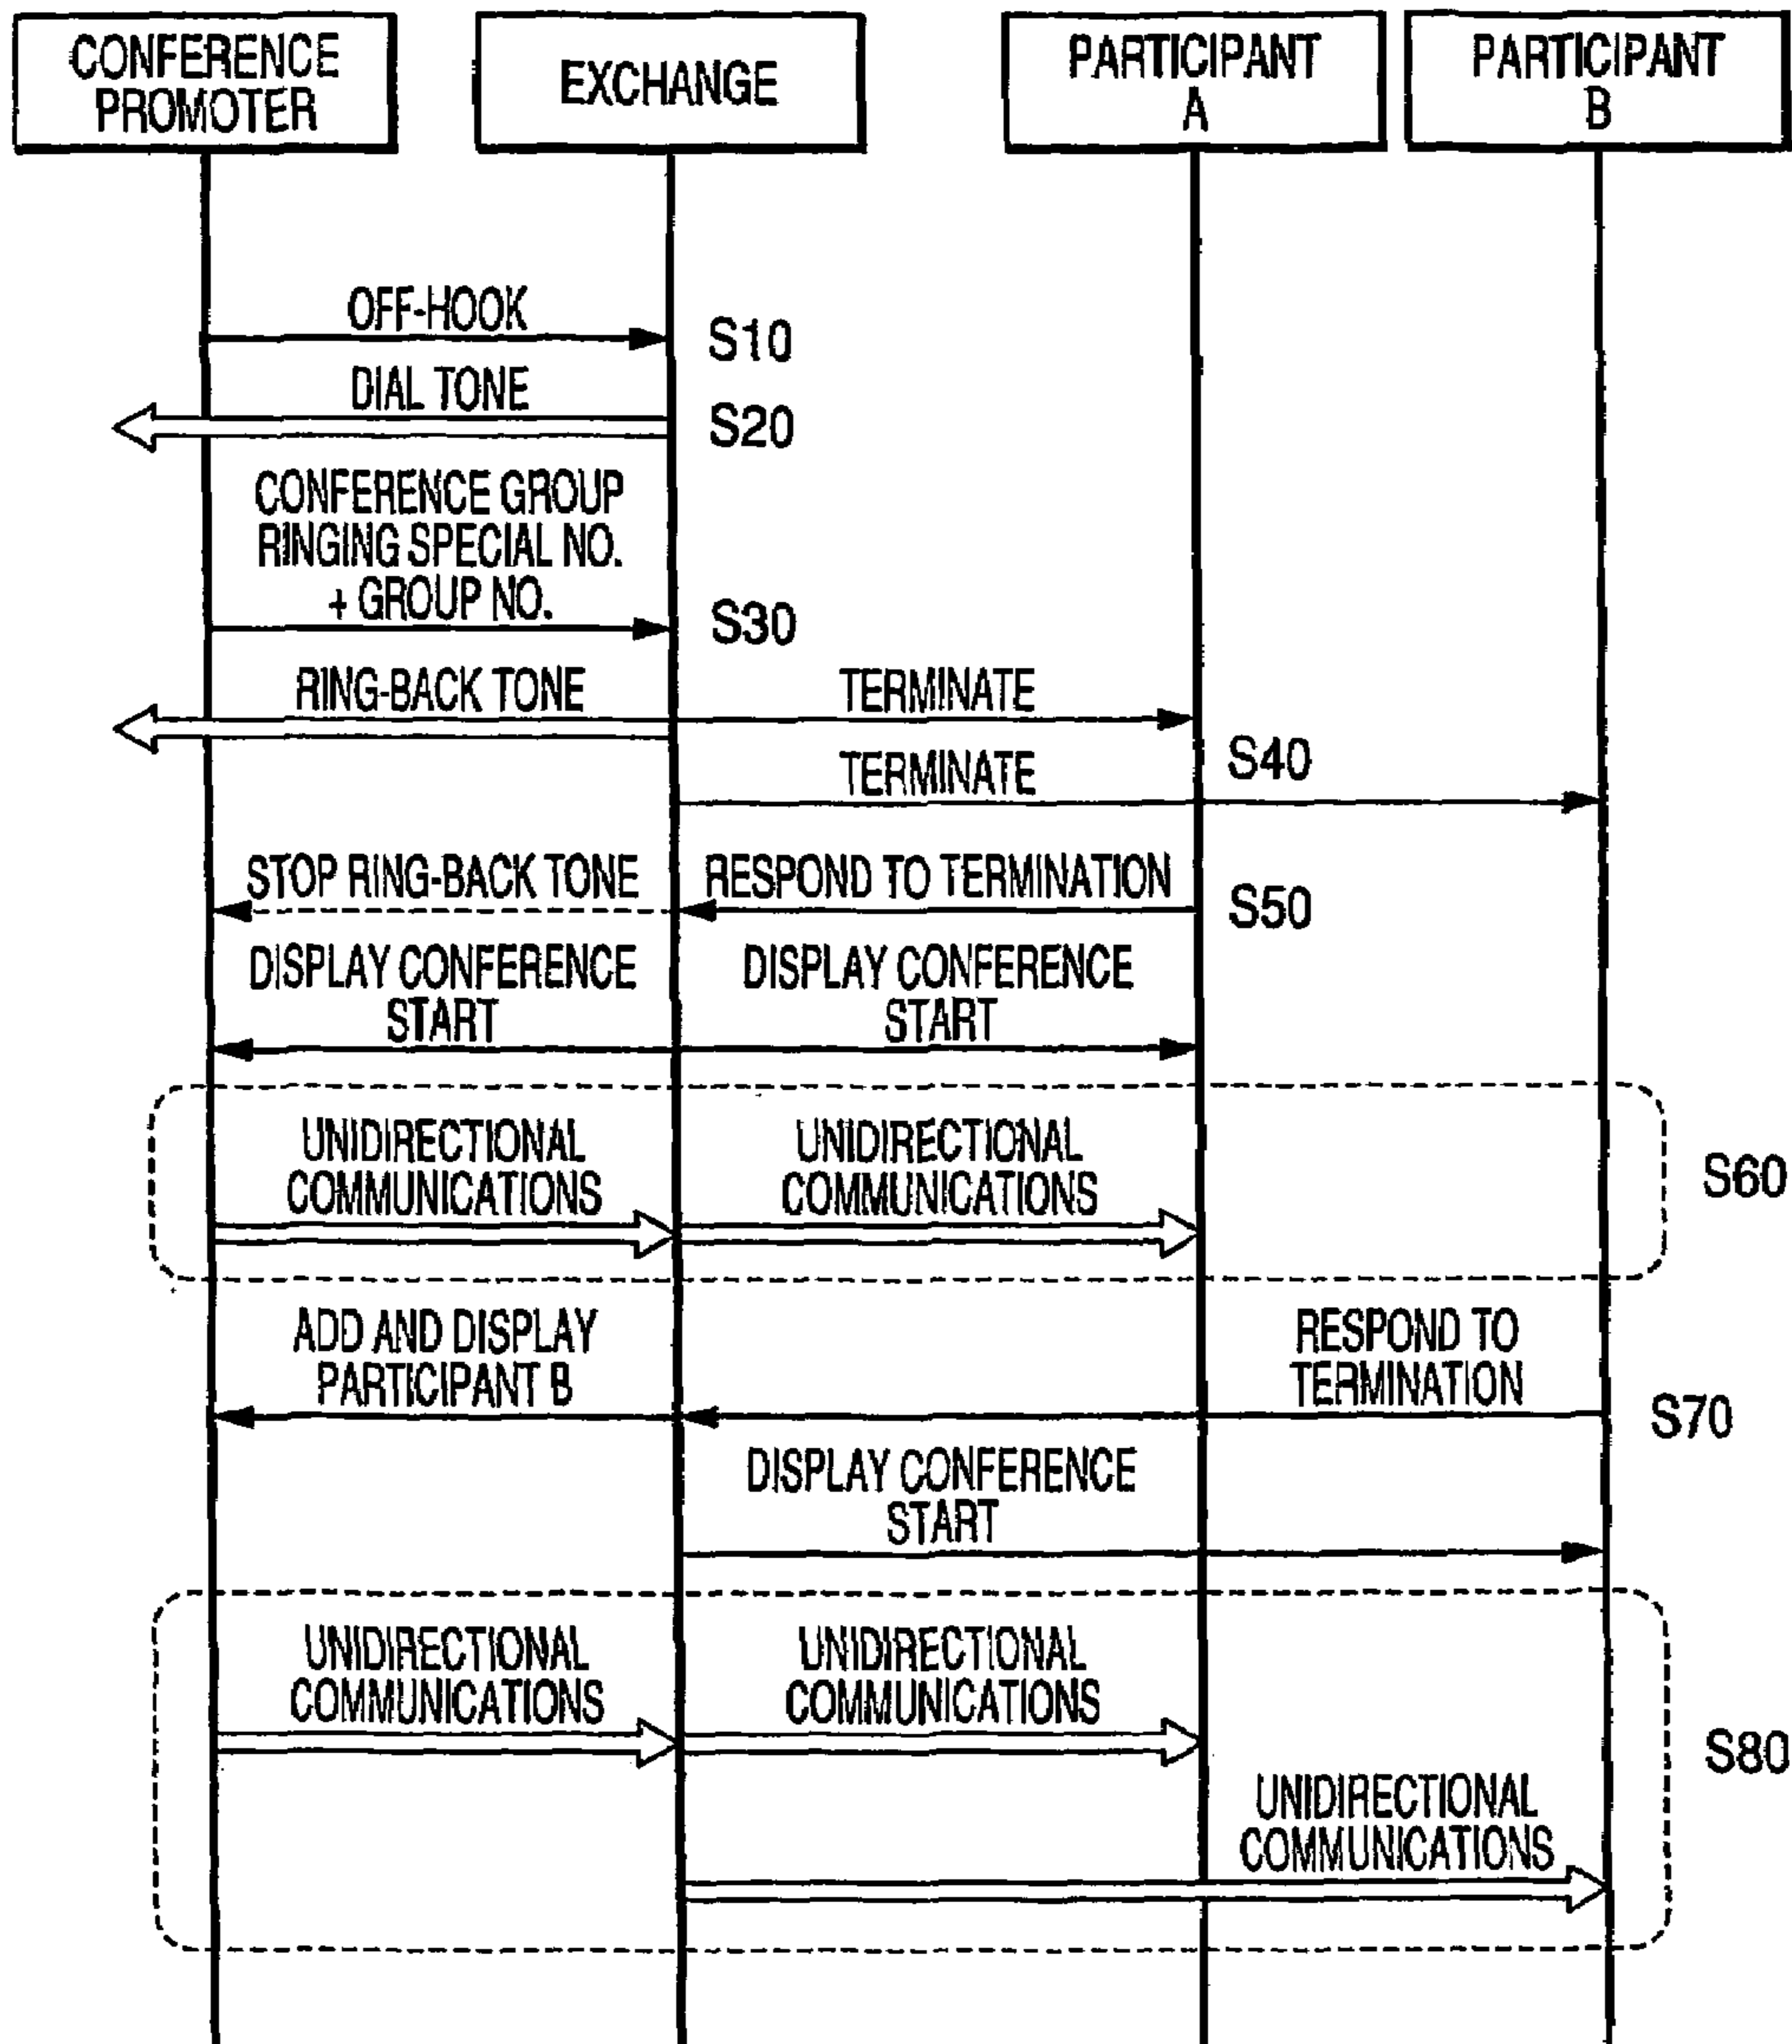 CONFERENCE
PROMOTER
EXCHANGE
PARTICIPANT
A
PARTICIPANT
B
OFF-HOOK
S10
DIAL TONE
S20
CONFERENCE GROUP
RINGING SPECIAL NO.
+ GROUP NO.
S30
RING-BACK TONE
TERMINATE
S40
TERMINATE
STOP RING-BACK TONE
RESPOND TO TERMINATION
S50
DISPLAY CONFERENCE
START
DISPLAY CONFERENCE
START
UNIDIRECTIONAL
COMMUNICATIONS
UNIDIRECTIONAL
COMMUNICATIONS
S60
ADD AND DISPLAY
PARTICIPANT B
RESPOND TO
TERMINATION
S70
DISPLAY CONFERENCE
START
UNIDIRECTIONAL
COMMUNICATIONS
UNIDIRECTIONAL
COMMUNICATIONS
S80
UNIDIRECTIONAL
COMMUNICATIONS